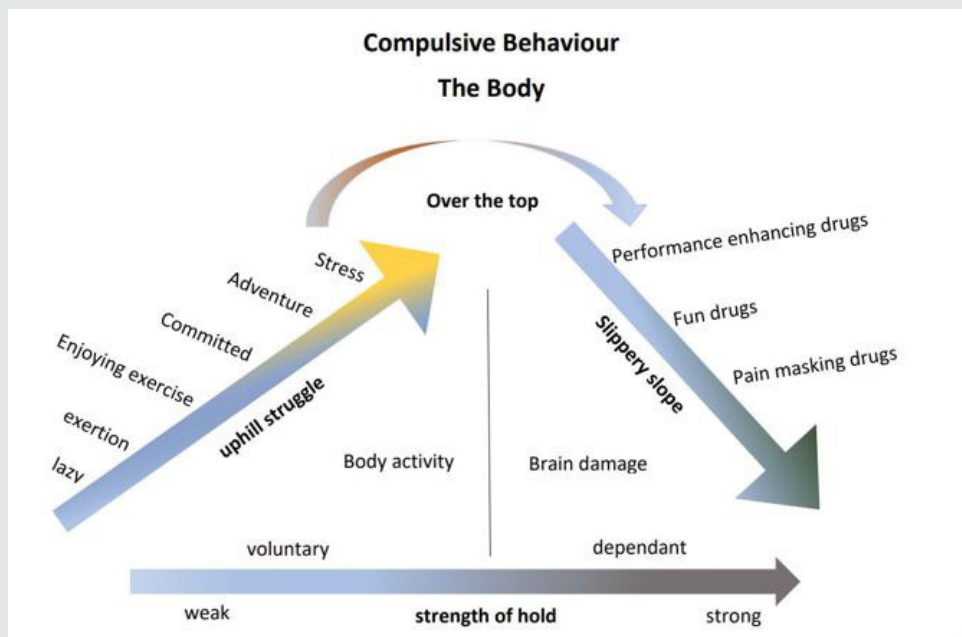 Compulsive Behaviour
The Body
Over the top
Stress
Adventure
Committed
Enjoying exercise
exertion
lazy
uphill struggle
Performance enhancing drugs
Fun drugs
Pain masking drugs
Slippery slope
Body activity
Brain damage
voluntary
dependant
weak
strength of hold
strong